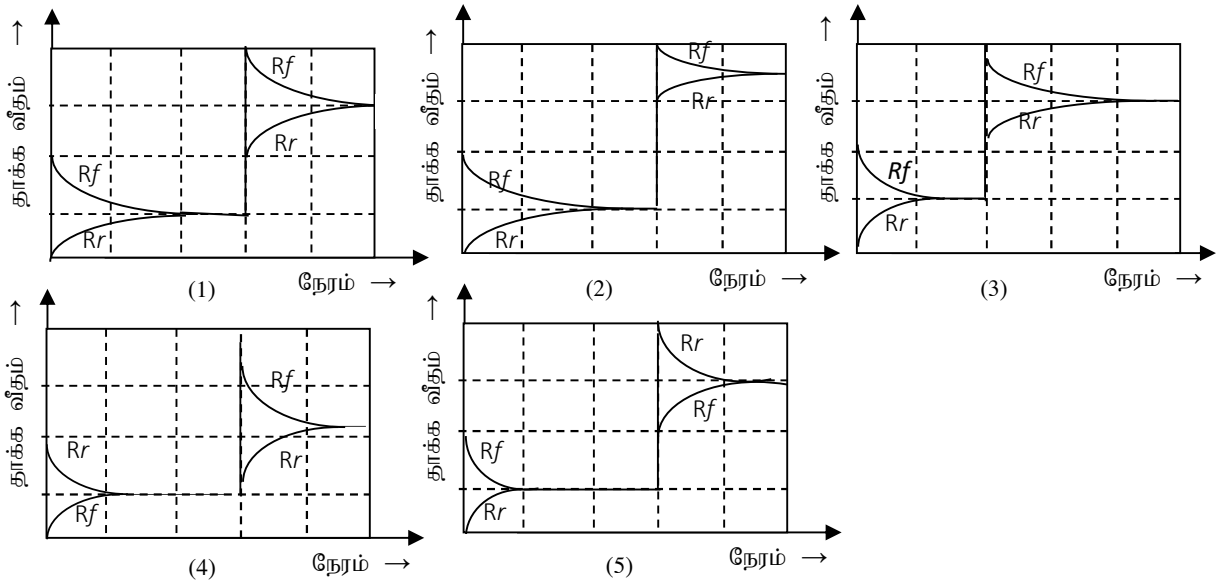 தாக்க வீதம் →
Rf
Rr
Rf
Rr
நேரம் →
(1)
தாக்க வீதம் →
Rf
Rr
Rf
Rr
நேரம் →
(2)
தாக்க வீதம் →
Rf
Rr
Rf
Rr
நேரம் →
(3)
தாக்க வீதம் →
Rr
Rf
Rf
Rr
நேரம் →
(4)
தாக்க வீதம் →
Rf
Rr
Rr
Rf
நேரம் →
(5)